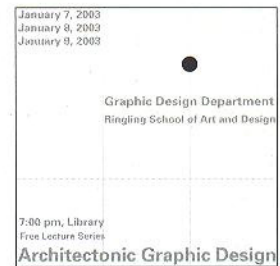 January 7, 2003
January 8, 2003
January 9, 2003
Graphic Design Department
Ringling School of Art and Design
7:00 pm, Library
Free Lecture Series
Architectonic Graphic Design